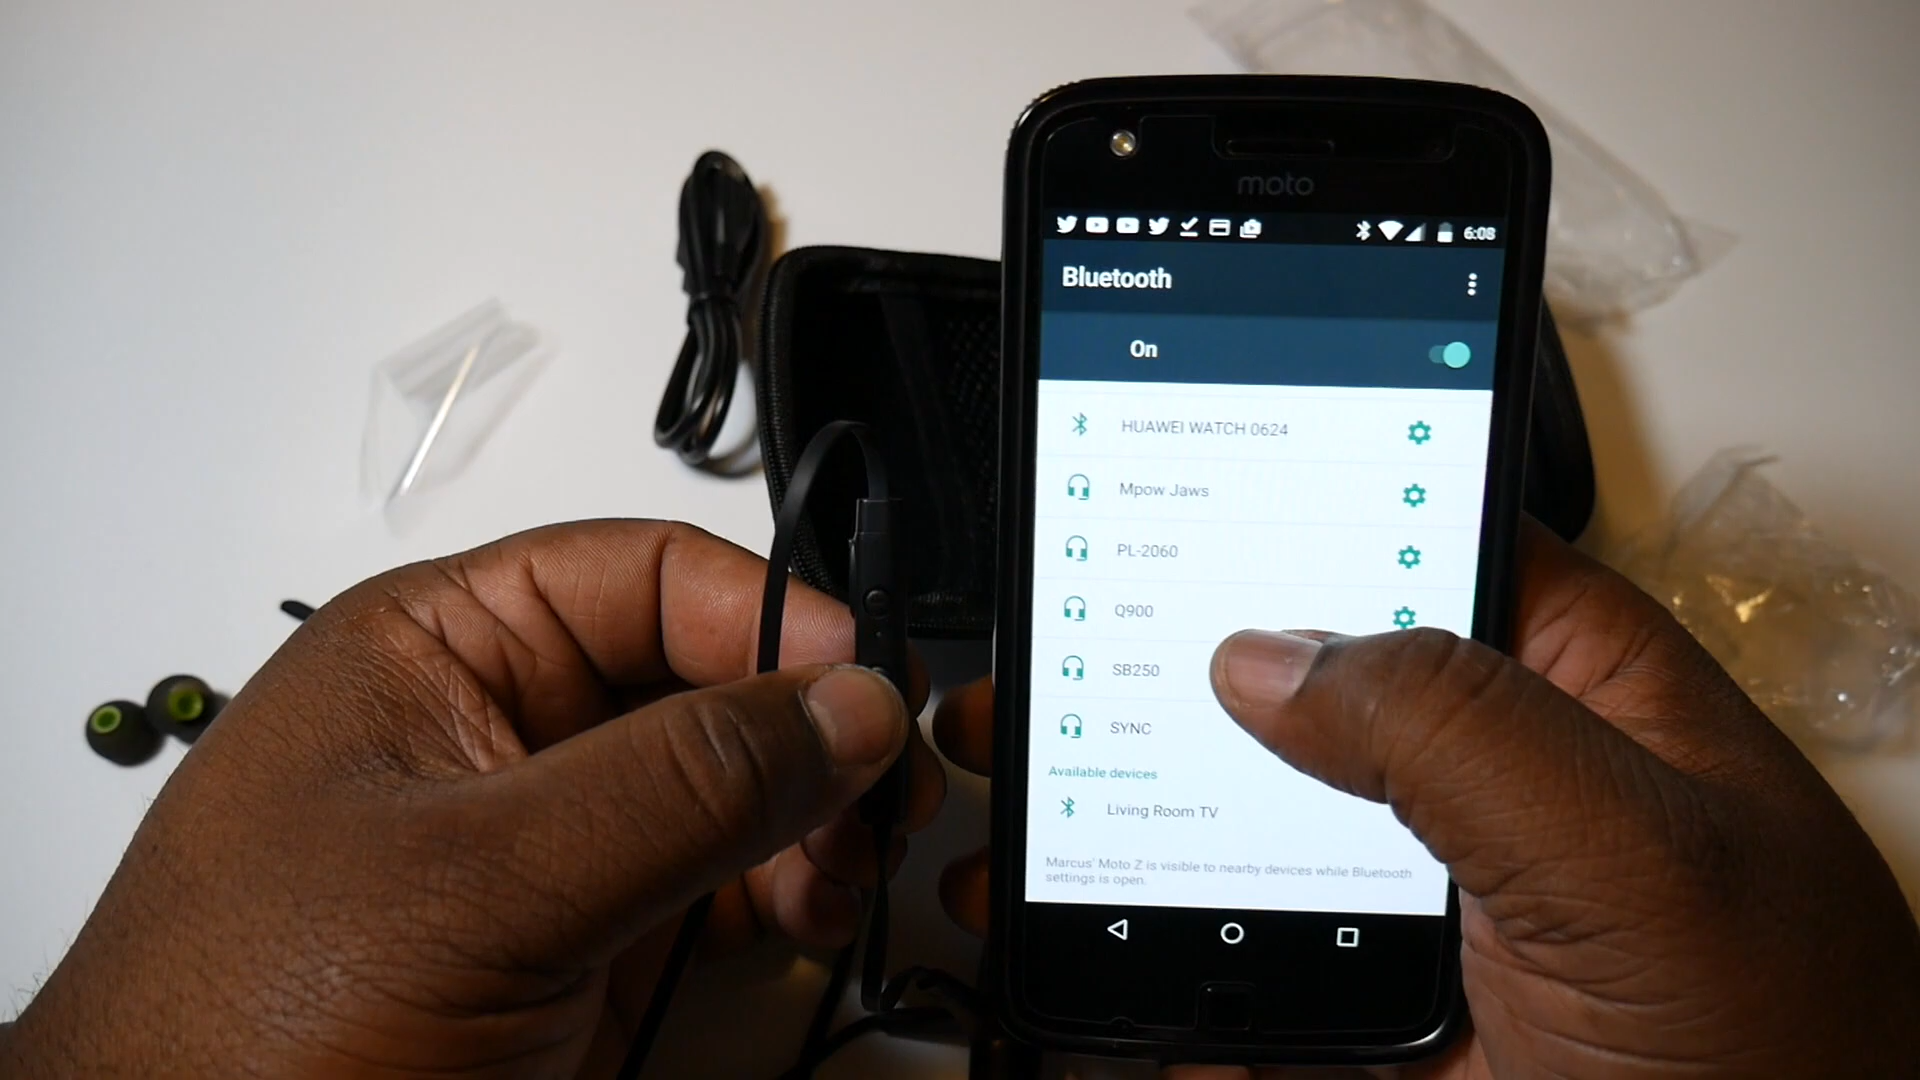 moto
6:08
Bluetooth
On
HUAWEI WATCH 0624
Mpow Jaws
PL-2060
Q900
SB250
SYNC
Available devices
Living Room TV
Marcus' Moto Z is visible to nearby devices while Bluetooth
settings is open.